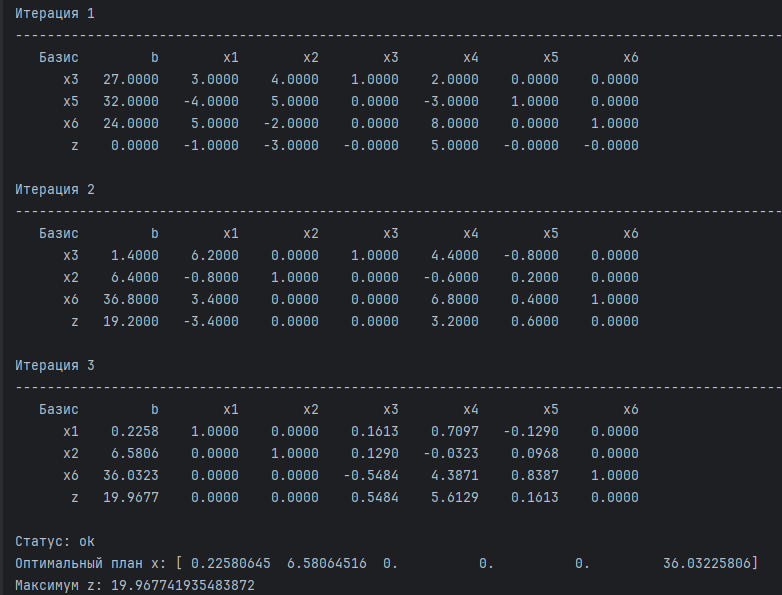 Итерация 1
--------------------------------------------------------------------------------
Базис b x1 x2 x3 x4 x5 x6
x3 27.0000 3.0000 4.0000 1.0000 2.0000 0.0000 0.0000
x5 32.0000 -4.0000 5.0000 0.0000 -3.0000 1.0000 0.0000
x6 24.0000 5.0000 -2.0000 0.0000 8.0000 0.0000 1.0000
z 0.0000 -1.0000 -3.0000 -0.0000 5.0000 -0.0000 -0.0000
Итерация 2
--------------------------------------------------------------------------------
Базис b x1 x2 x3 x4 x5 x6
x3 1.4000 6.2000 0.0000 1.0000 4.4000 -0.8000 0.0000
x2 6.4000 -0.8000 1.0000 0.0000 -0.6000 0.2000 0.0000
x6 36.8000 3.4000 0.0000 0.0000 6.8000 0.4000 1.0000
z 19.2000 -3.4000 0.0000 0.0000 3.2000 0.6000 0.0000
Итерация 3
--------------------------------------------------------------------------------
Базис b x1 x2 x3 x4 x5 x6
x1 0.2258 1.0000 0.0000 0.1613 0.7097 -0.1290 0.0000
x2 6.5806 0.0000 1.0000 0.1290 -0.0323 0.0968 0.0000
x6 36.0323 0.0000 0.0000 -0.5484 4.3871 0.8387 1.0000
z 19.9677 0.0000 0.0000 0.5484 5.6129 0.1613 0.0000
Статус: ok
Оптимальный план x: [ 0.22580645 6.58064516 0. 0. 0. 36.03225806]
Максимум z: 19.967741935483872